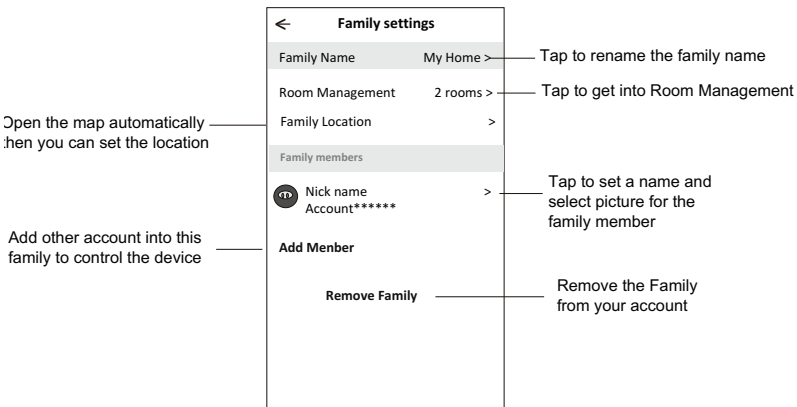 ← Family settings
Family Name My Home >
Tap to rename the family name
Room Management 2 rooms >
Tap to get into Room Management
Open the map automatically
then you can set the location
Family Location >
Family members
Nick name >
Account******
Tap to set a name and
select picture for the
family member
Add other account into this
family to control the device
Add Menber
Remove Family
Remove the Family
from your account